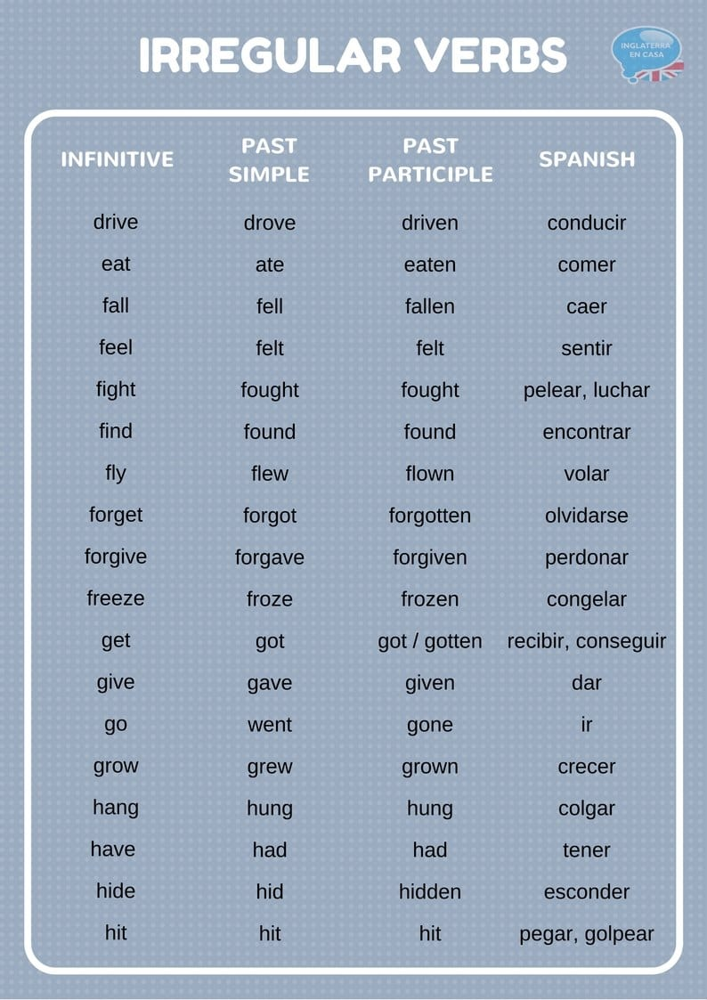 IRREGULAR VERBS
INGLATERRA
EN CASA
INFINITIVE PAST SIMPLE PAST PARTICIPLE SPANISH
drive drove driven conducir
eat ate eaten comer
fall fell fallen caer
feel felt felt sentir
fight fought fought pelear, luchar
find found found encontrar
fly flew flown volar
forget forgot forgotten olvidarse
forgive forgave forgiven perdonar
freeze froze frozen congelar
get got got / gotten recibir, conseguir
give gave given dar
go went gone ir
grow grew grown crecer
hang hung hung colgar
have had had tener
hide hid hidden esconder
hit hit hit pegar, golpear